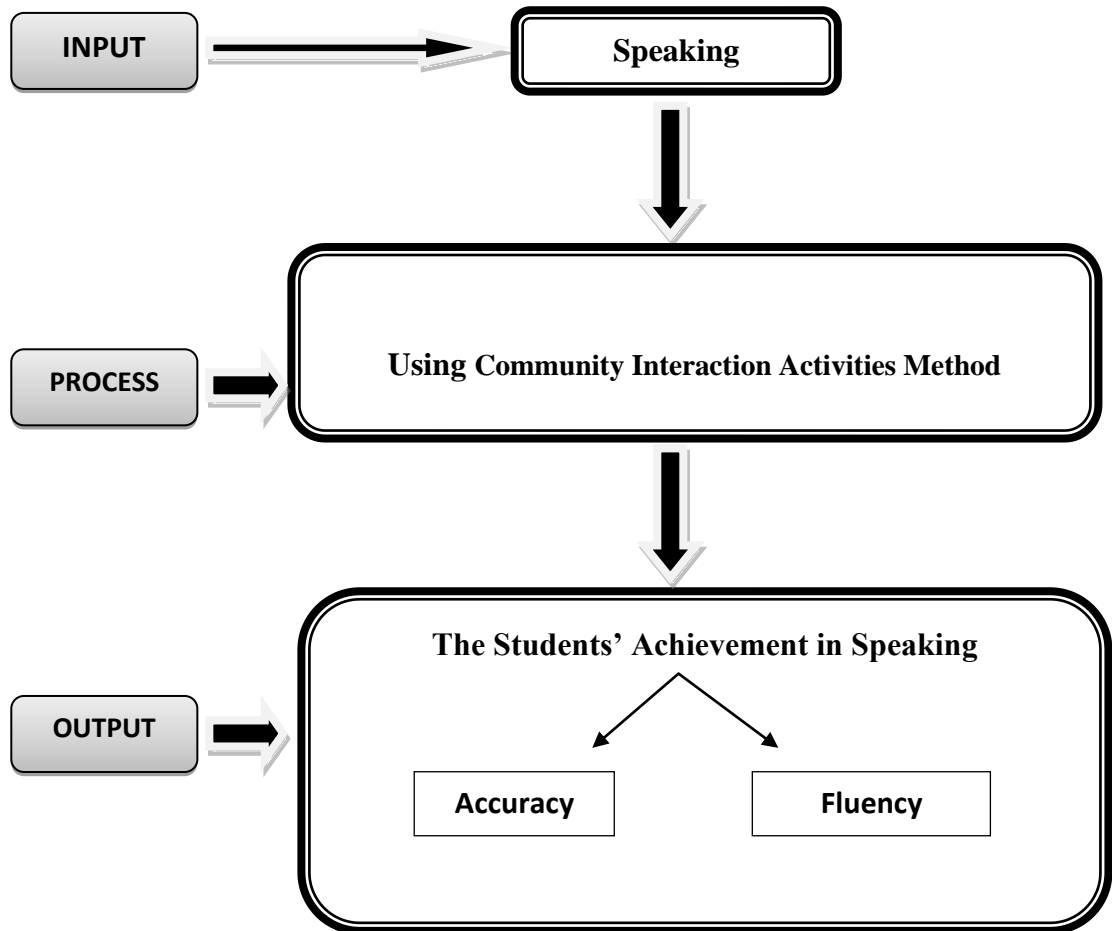 INPUT
Speaking
Using Community Interaction Activities Method
PROCESS
The Students’ Achievement in Speaking
OUTPUT
Accuracy
Fluency